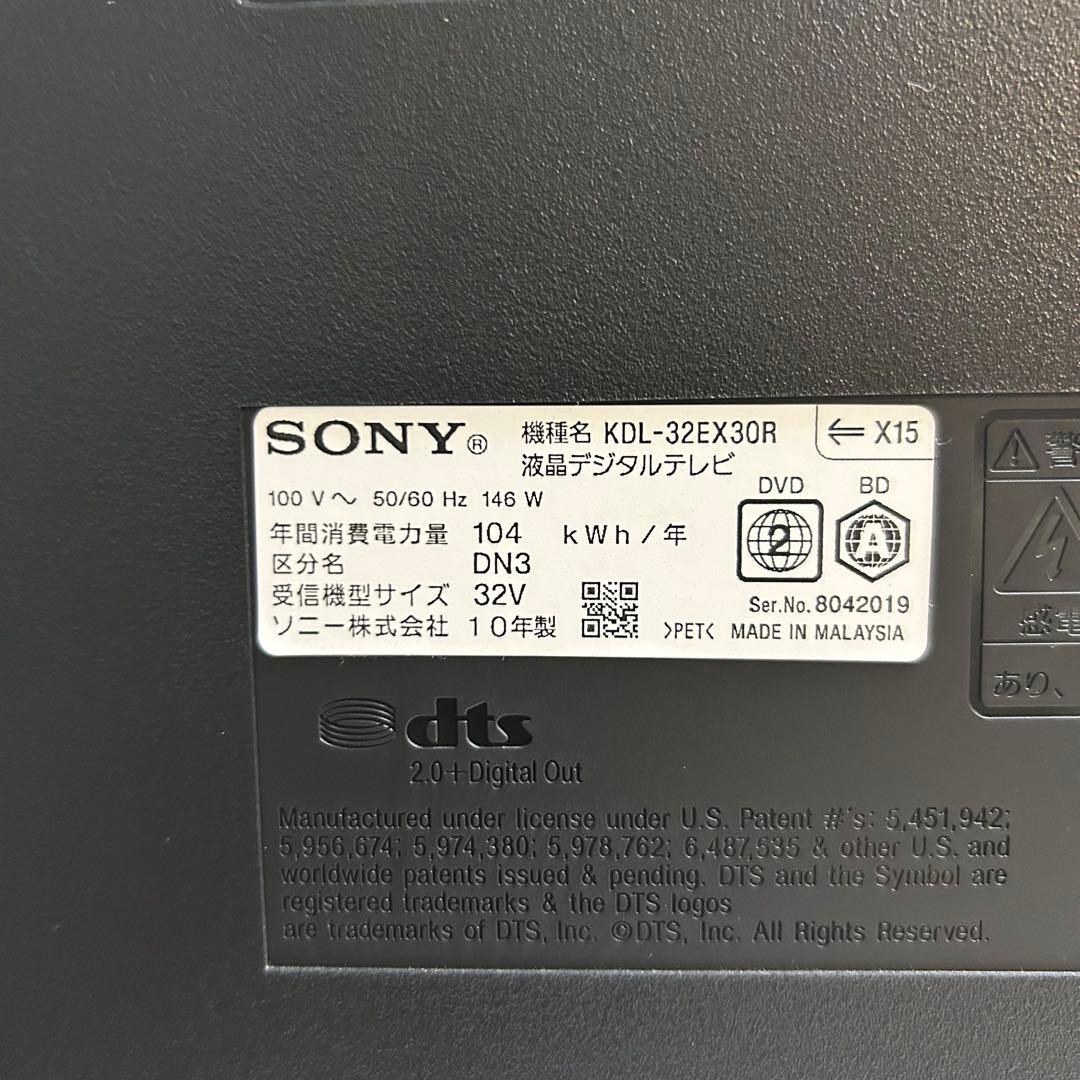 SONY® 機種名 KDL-32EX30R ⇐ X15
液晶デジタルテレビ
100 V～ 50/60 Hz 146 W DVD BD
年間消費電力量 104 kWh/年 2 A
区分名 DN3
受信機型サイズ 32V Ser.No. 8042019
ソニー株式会社 10年製 >PET< MADE IN MALAYSIA
dts
2.0+Digital Out
Manufactured under license under U.S. Patent #'s: 5,451,942;
5,956,674; 5,974,380; 5,978,762; 6,487,535 & other U.S. and
worldwide patents issued & pending. DTS and the Symbol are
registered trademarks & the DTS logos
are trademarks of DTS, Inc. ©DTS, Inc. All Rights Reserved.
警
感電
あり、